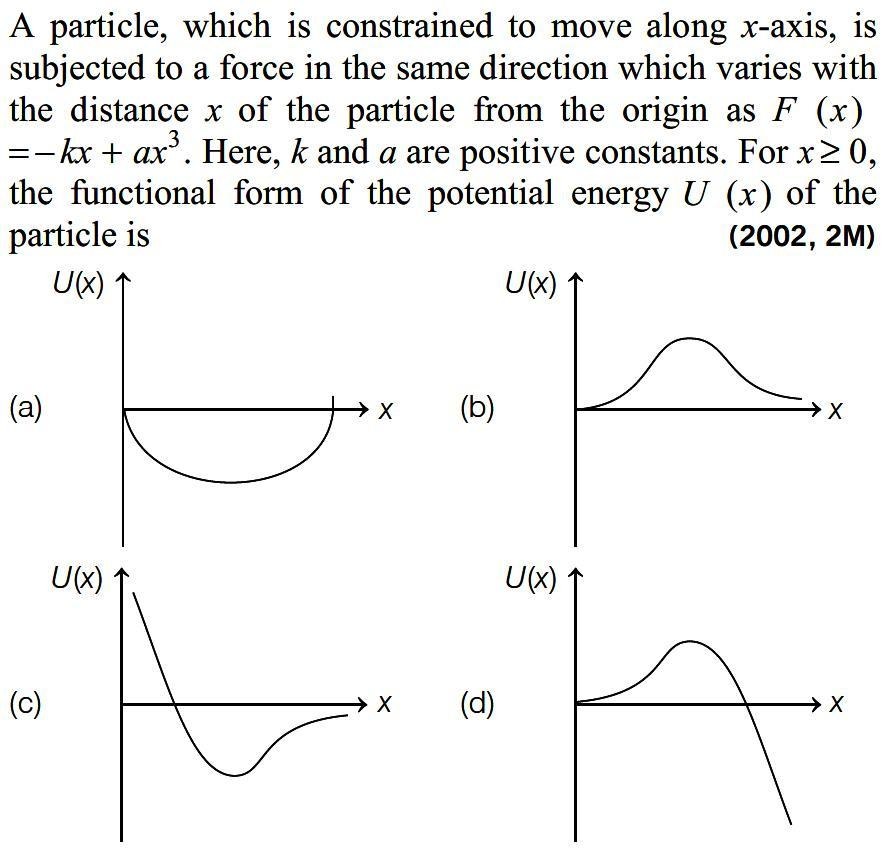 A particle, which is constrained to move along x-axis, is
subjected to a force in the same direction which varies with
the distance x of the particle from the origin as F (x)
=−kx + ax³. Here, k and a are positive constants. For x ≥ 0,
the functional form of the potential energy U (x) of the
particle is (2002, 2M)
U(x)
(a)
x
U(x)
(b)
x
U(x)
(c)
x
U(x)
(d)
x